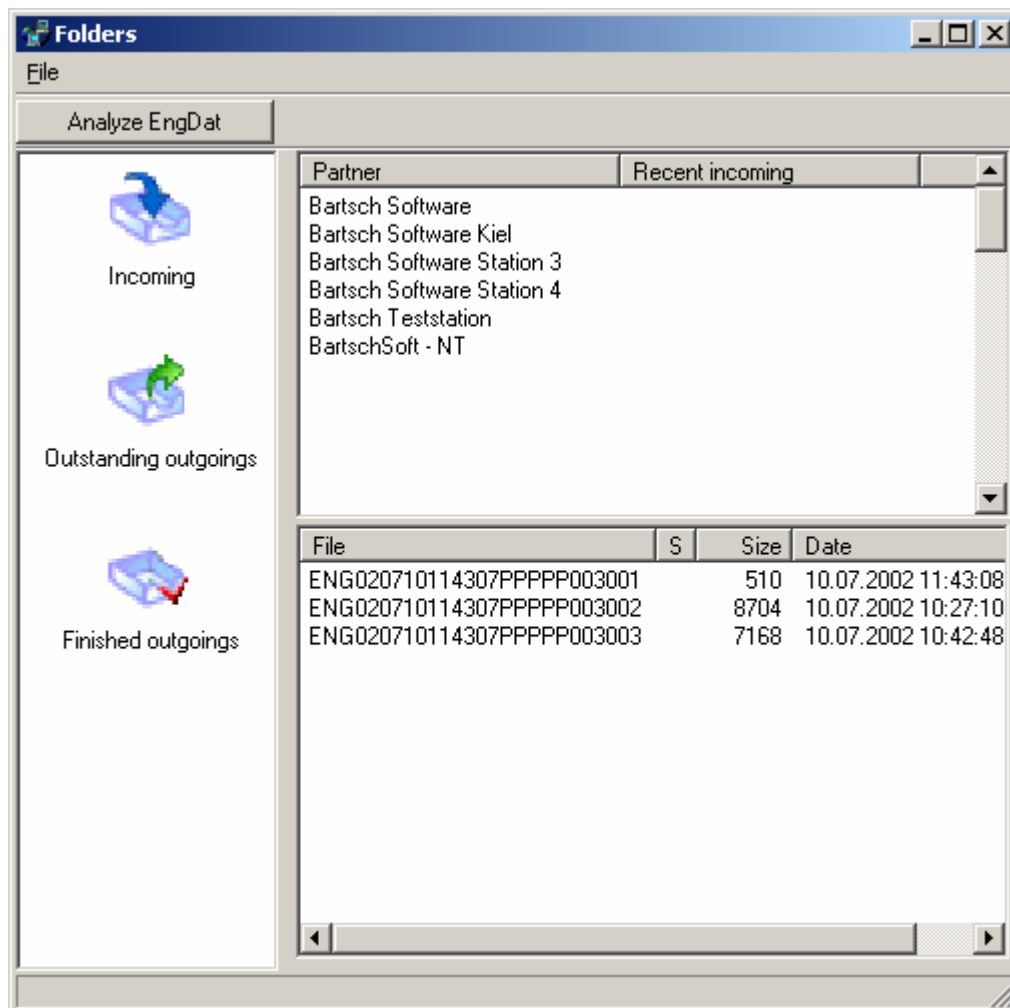 Folders
File
Analyze EngDat
Incoming
Outstanding outgoings
Finished outgoings
Partner Recent incoming
Bartsch Software
Bartsch Software Kiel
Bartsch Software Station 3
Bartsch Software Station 4
Bartsch Teststation
BartschSoft - NT
File S Size Date
ENG020710114307PPPPP003001 510 10.07.2002 11:43:08
ENG020710114307PPPPP003002 8704 10.07.2002 10:27:10
ENG020710114307PPPPP003003 7168 10.07.2002 10:42:48